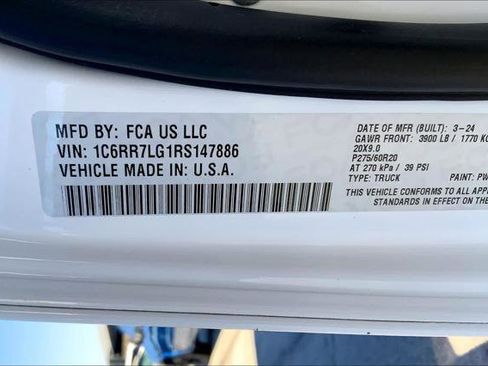 MFD BY: FCA US LLC
VIN: 1C6RR7LG1RS147886
VEHICLE MADE IN: U.S.A.
DATE OF MFR (BUILT): 3-24
GAWR FRONT: 3900 LB / 1770 KG
20X9.0
P275/60R20
AT 270 kPa / 39 PSI
TYPE: TRUCK PAINT: PW
THIS VEHICLE CONFORMS TO ALL APP
STANDARDS IN EFFECT ON THE